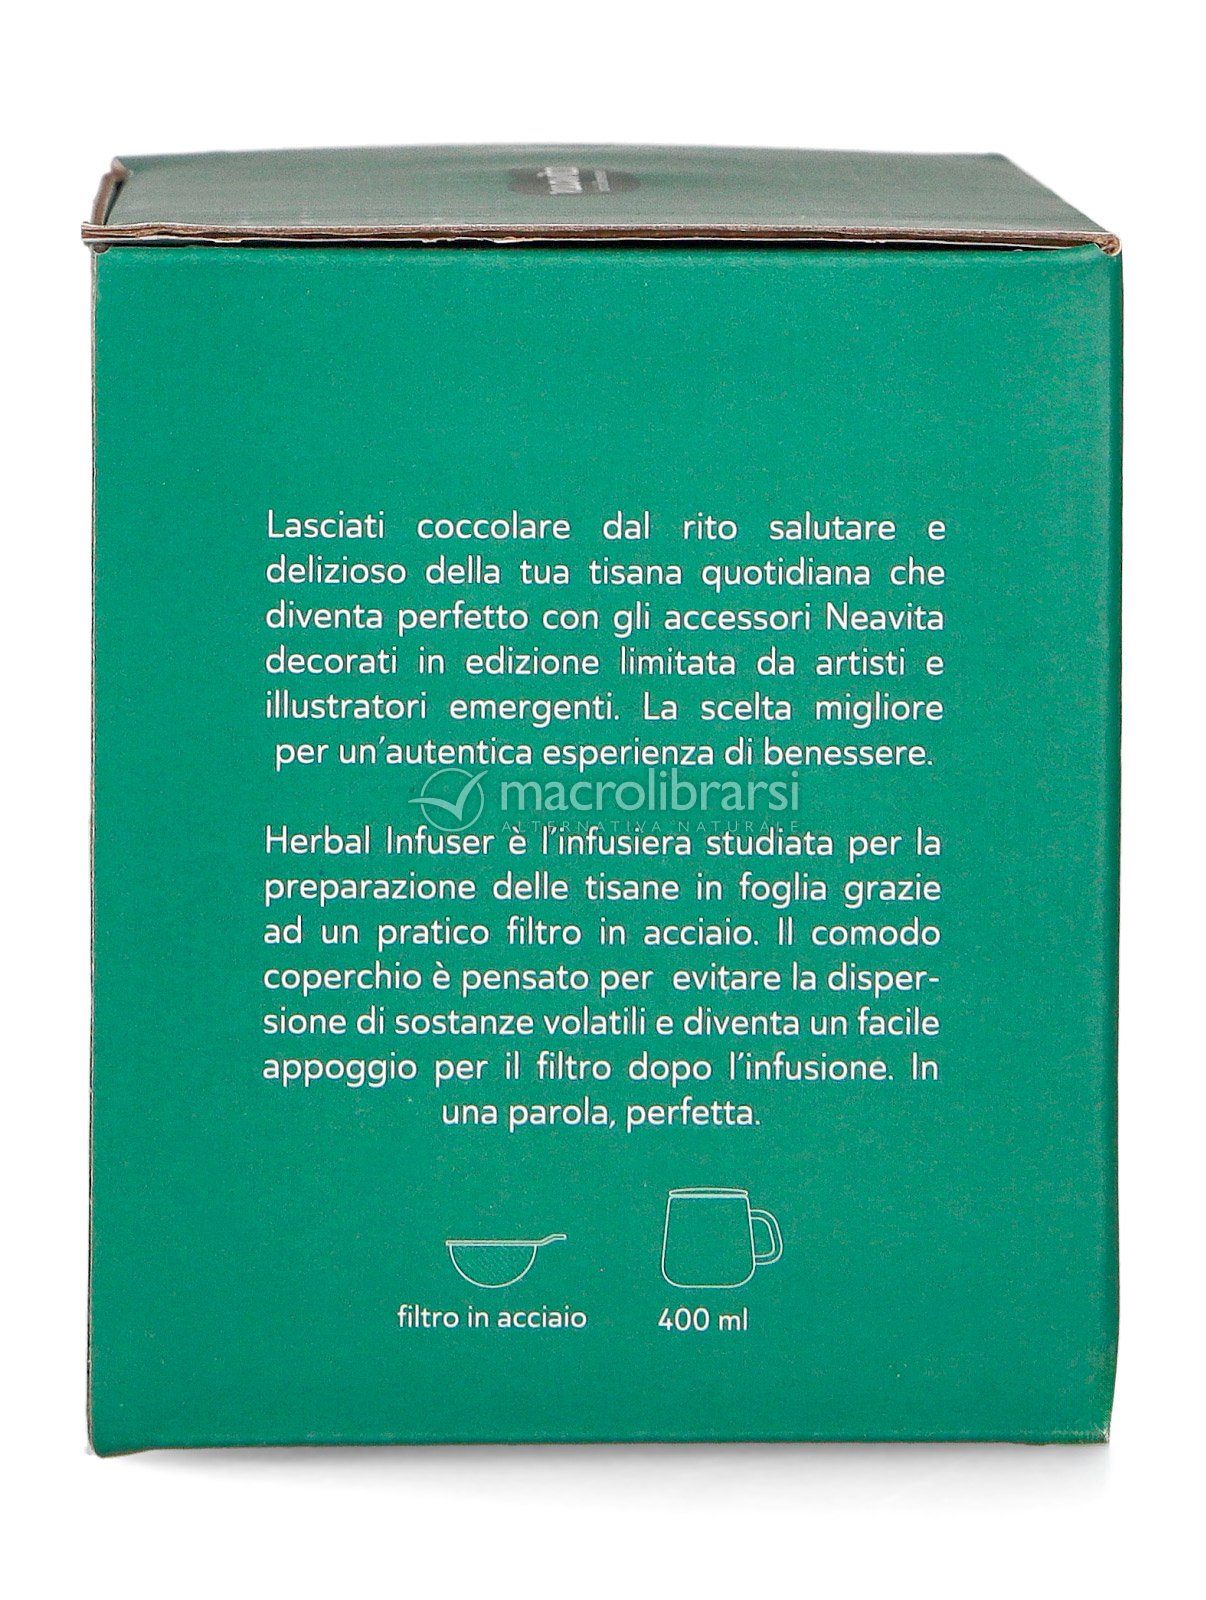 Lasciati coccolare dal rito salutare e
delizioso della tua tisana quotidiana che
diventa perfetto con gli accessori Neavita
decorati in edizione limitata da artisti e
illustratori emergenti. La scelta migliore
per un'autentica esperienza di benessere.
macrolibrarsi
ALTERNATIVA NATURALE
Herbal Infuser è l'infusiera studiata per la
preparazione delle tisane in foglia grazie
ad un pratico filtro in acciaio. Il comodo
coperchio è pensato per evitare la disper-
sione di sostanze volatili e diventa un facile
appoggio per il filtro dopo l'infusione. In
una parola, perfetta.
filtro in acciaio
400 ml